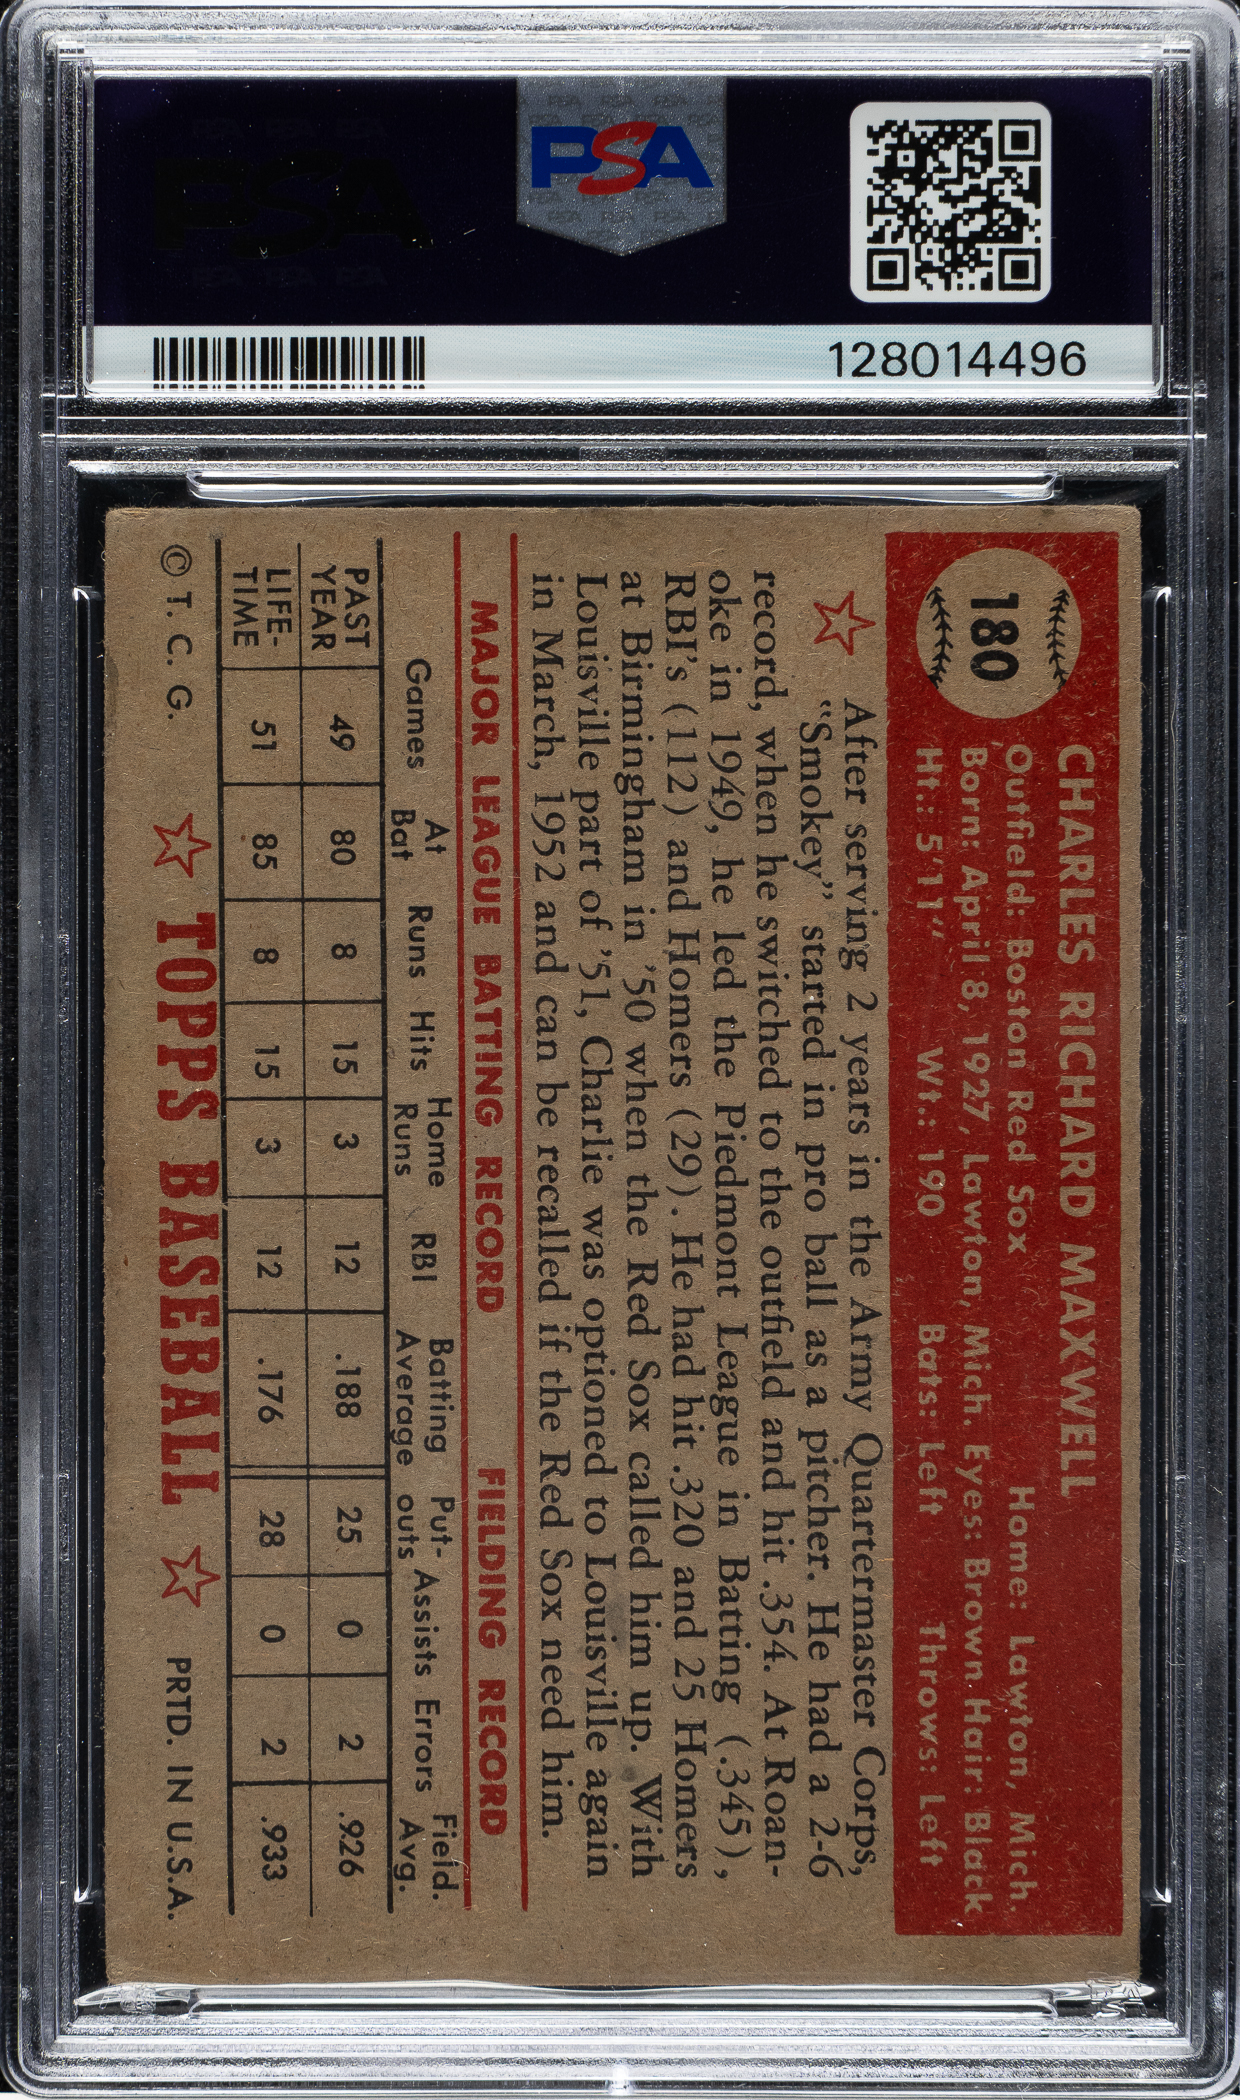 PSA
PSA
128014496
180
CHARLES RICHARD MAXWELL
Outfield: Boston Red Sox Home: Lawton, Mich.
Born: April 8, 1927, Lawton, Mich. Eyes: Brown Hair: Black
Ht.: 5'11" Wt.: 190 Bats: Left Throws: Left
After serving 2 years in the Army Quartermaster Corps,
"Smokey" started in pro ball as a pitcher. He had a 2-6
record, when he switched to the outfield and hit .354. At Roan-
oke in 1949, he led the Piedmont League in Batting (.345),
RBI's (112) and Homers (29). He had hit .320 and 25 Homers
at Birmingham in '50 when the Red Sox called him up. With
Louisville part of '51, Charlie was optioned to Louisville again
in March, 1952 and can be recalled if the Red Sox need him.
MAJOR LEAGUE BATTING RECORD FIELDING RECORD
Games At Bat Runs Hits Home Runs RBI Batting Average Put-outs Assists Errors Field. Avg.
PAST YEAR 49 80 8 15 3 12 .188 25 0 2 .926
LIFE-TIME 51 85 8 15 3 12 .176 28 0 2 .933
© T. C. G. TOPPS BASEBALL PRTD. IN U.S.A.